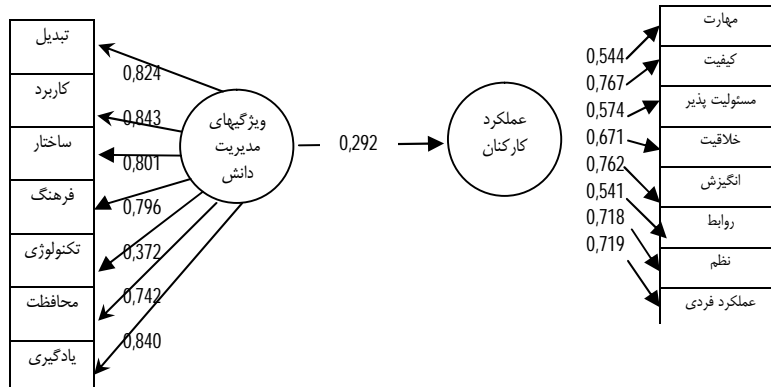 تبدیل
کاربرد
ساختار
فرهنگ
تکنولوژی
محافظت
یادگیری
0,824
0,843
0,801
0,796
0,372
0,742
0,840
ویژگیهای
مدیریت
دانش
0,292
عملکرد
کارکنان
0,544
0,767
0,574
0,671
0,762
0,541
0,718
0,719
مهارت
کیفیت
مسئولیت پذیر
خلاقیت
انگیزش
روابط
نظم
عملکرد فردی